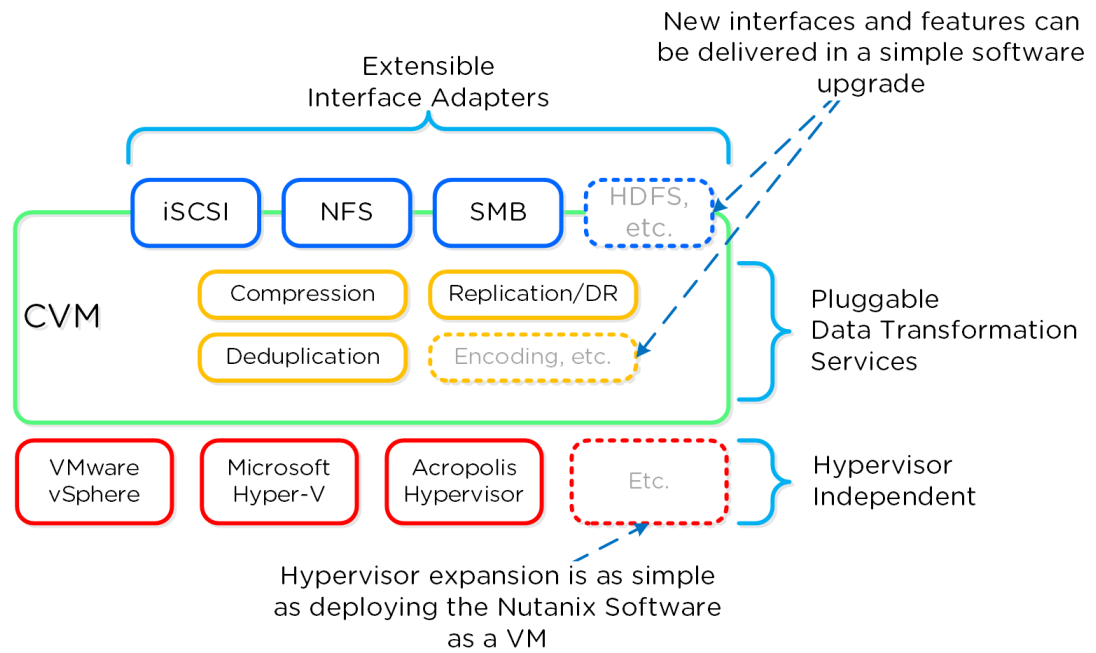 New interfaces and features can
be delivered in a simple software
upgrade
Extensible
Interface Adapters
iSCSI
NFS
SMB
HDFS,
etc.
CVM
Compression
Replication/DR
Deduplication
Encoding, etc.
Pluggable
Data Transformation
Services
VMware
vSphere
Microsoft
Hyper-V
Acropolis
Hypervisor
Etc.
Hypervisor
Independent
Hypervisor expansion is as simple
as deploying the Nutanix Software
as a VM